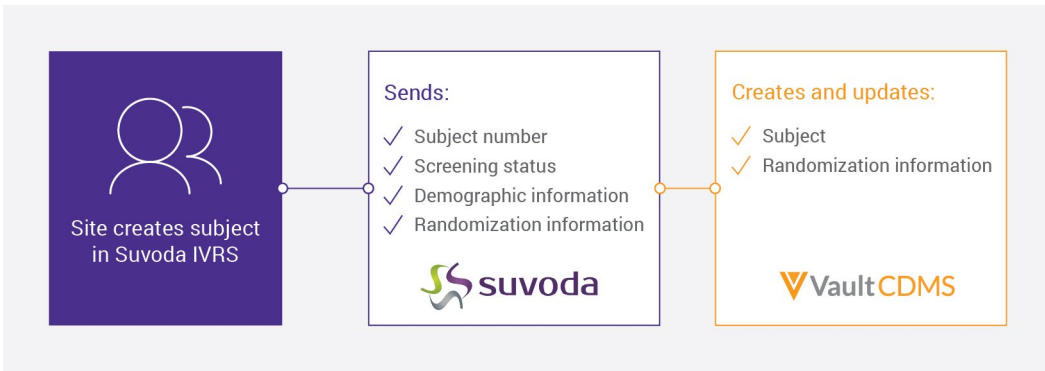 Site creates subject
in Suvoda IVRS
Sends:
Subject number
Screening status
Demographic information
Randomization information
suvoda
Creates and updates:
Subject
Randomization information
Vault CDMS